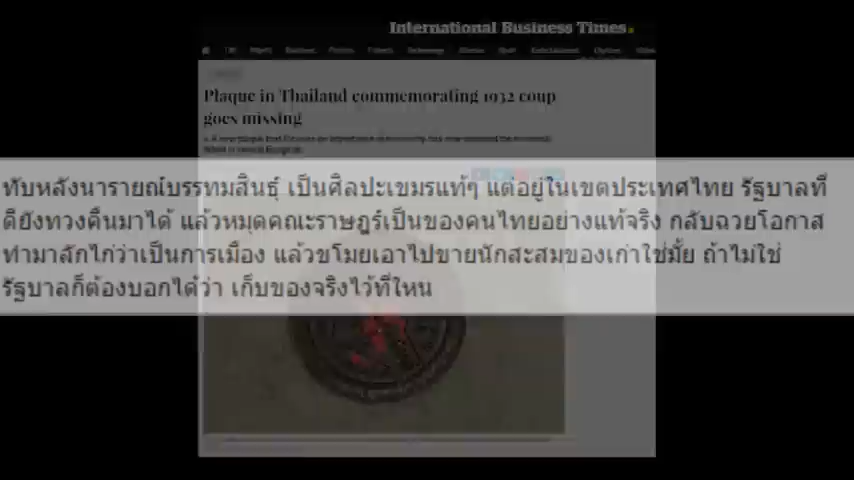 International Business Times.
Plaque in Thailand commemorating 1932 coup
goes missing
ทับหลังนารายณ์บรรทมสินธุ์ เป็นศิลปะเขมรแท้ๆ แต่อยู่ในเขตประเทศไทย รัฐบาลที่
ดียังทวงคืนมาได้ แล้วหมุดคณะราษฎร์เป็นของคนไทยอย่างแท้จริง กลับฉวยโอกาส
ทำมาลักไก่ว่าเป็นการเมือง แล้วขโมยเอาไปขายนักสะสมของเก่าใช่มั้ย ถ้าไม่ใช่
รัฐบาลก็ต้องบอกได้ว่า เก็บของจริงไว้ที่ใหน